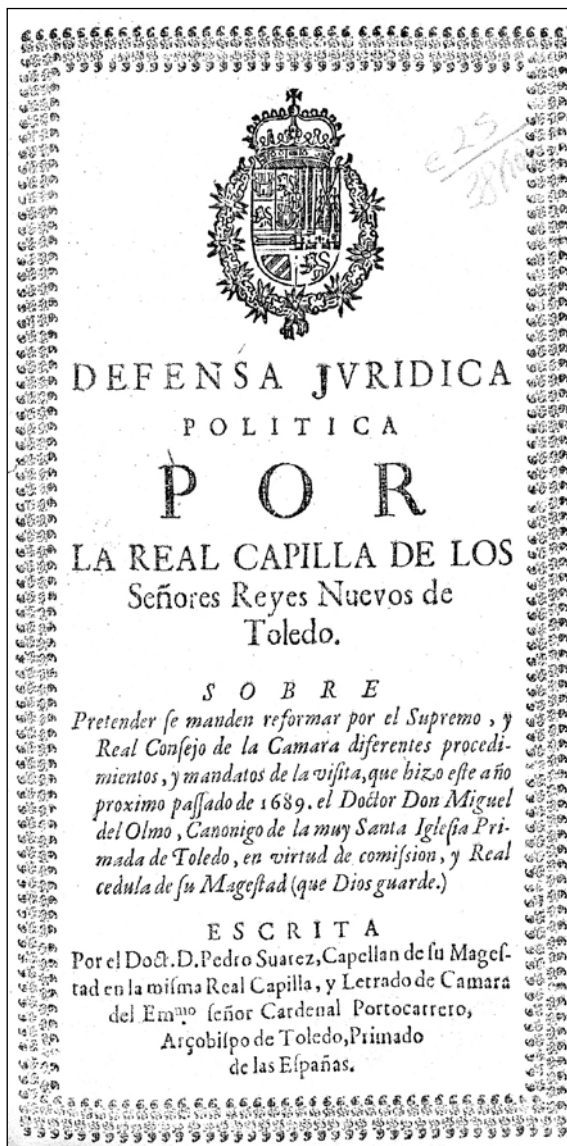 DEFENSA JVRIDICA
POLITICA
POR
LA REAL CAPILLA DE LOS
Señores Reyes Nuevos de
Toledo.
SOBRE
Pretender ſe manden reformar por el Supremo, y
Real Conſejo de la Camara diferentes procedi-
mientos, y mandatos de la viſita, que hizo eſte año
proximo paſſado de 1689. el Doctor Don Miguel
del Olmo, Canonigo de la muy Santa Igleſia Pri-
mada de Toledo, en virtud de comiſsion, y Real
cedula de ſu Mageſtad (que Dios guarde.)
ESCRITA
Por el Doct. D. Pedro Suarez, Capellan de ſu Mageſ-
tad en la miſma Real Capilla, y Letrado de Camara
del Em.mo ſeñor Cardenal Portocarrero,
Arçobiſpo de Toledo, Primado
de las Eſpañas.